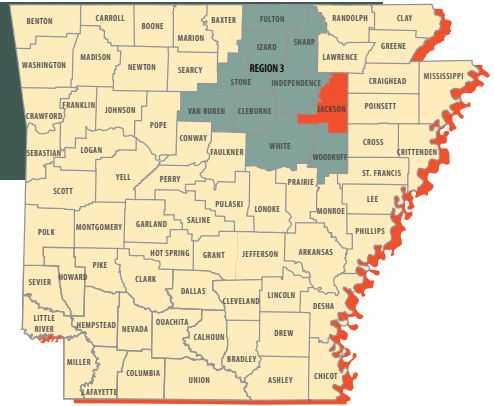 BENTON
CARROLL
BOONE
MARION
BAXTER
FULTON
RANDOLPH
CLAY
IZARD
SHARP
GREENE
LAWRENCE
WASHINGTON
MADISON
NEWTON
SEARCY
REGION 3
STONE
INDEPENDENCE
CRAIGHEAD
MISSISSIPPI
CRAWFORD
FRANKLIN
JOHNSON
POPE
VAN BUREN
CLEBURNE
JACKSON
POINSETT
CONWAY
FAULKNER
WHITE
WOODRUFF
CROSS
CRITTENDEN
SEBASTIAN
LOGAN
YELL
PERRY
ST. FRANCIS
SCOTT
PULASKI
LONOKE
PRAIRIE
MONROE
LEE
POLK
MONTGOMERY
GARLAND
SALINE
PHILLIPS
HOT SPRING
GRANT
JEFFERSON
ARKANSAS
SEVIER
HOWARD
PIKE
CLARK
DALLAS
CLEVELAND
LINCOLN
DESHA
LITTLE
RIVER
HEMPSTEAD
NEVADA
OUACHITA
CALHOUN
DREW
MILLER
LAFAYETTE
COLUMBIA
UNION
BRADLEY
ASHLEY
CHICOT